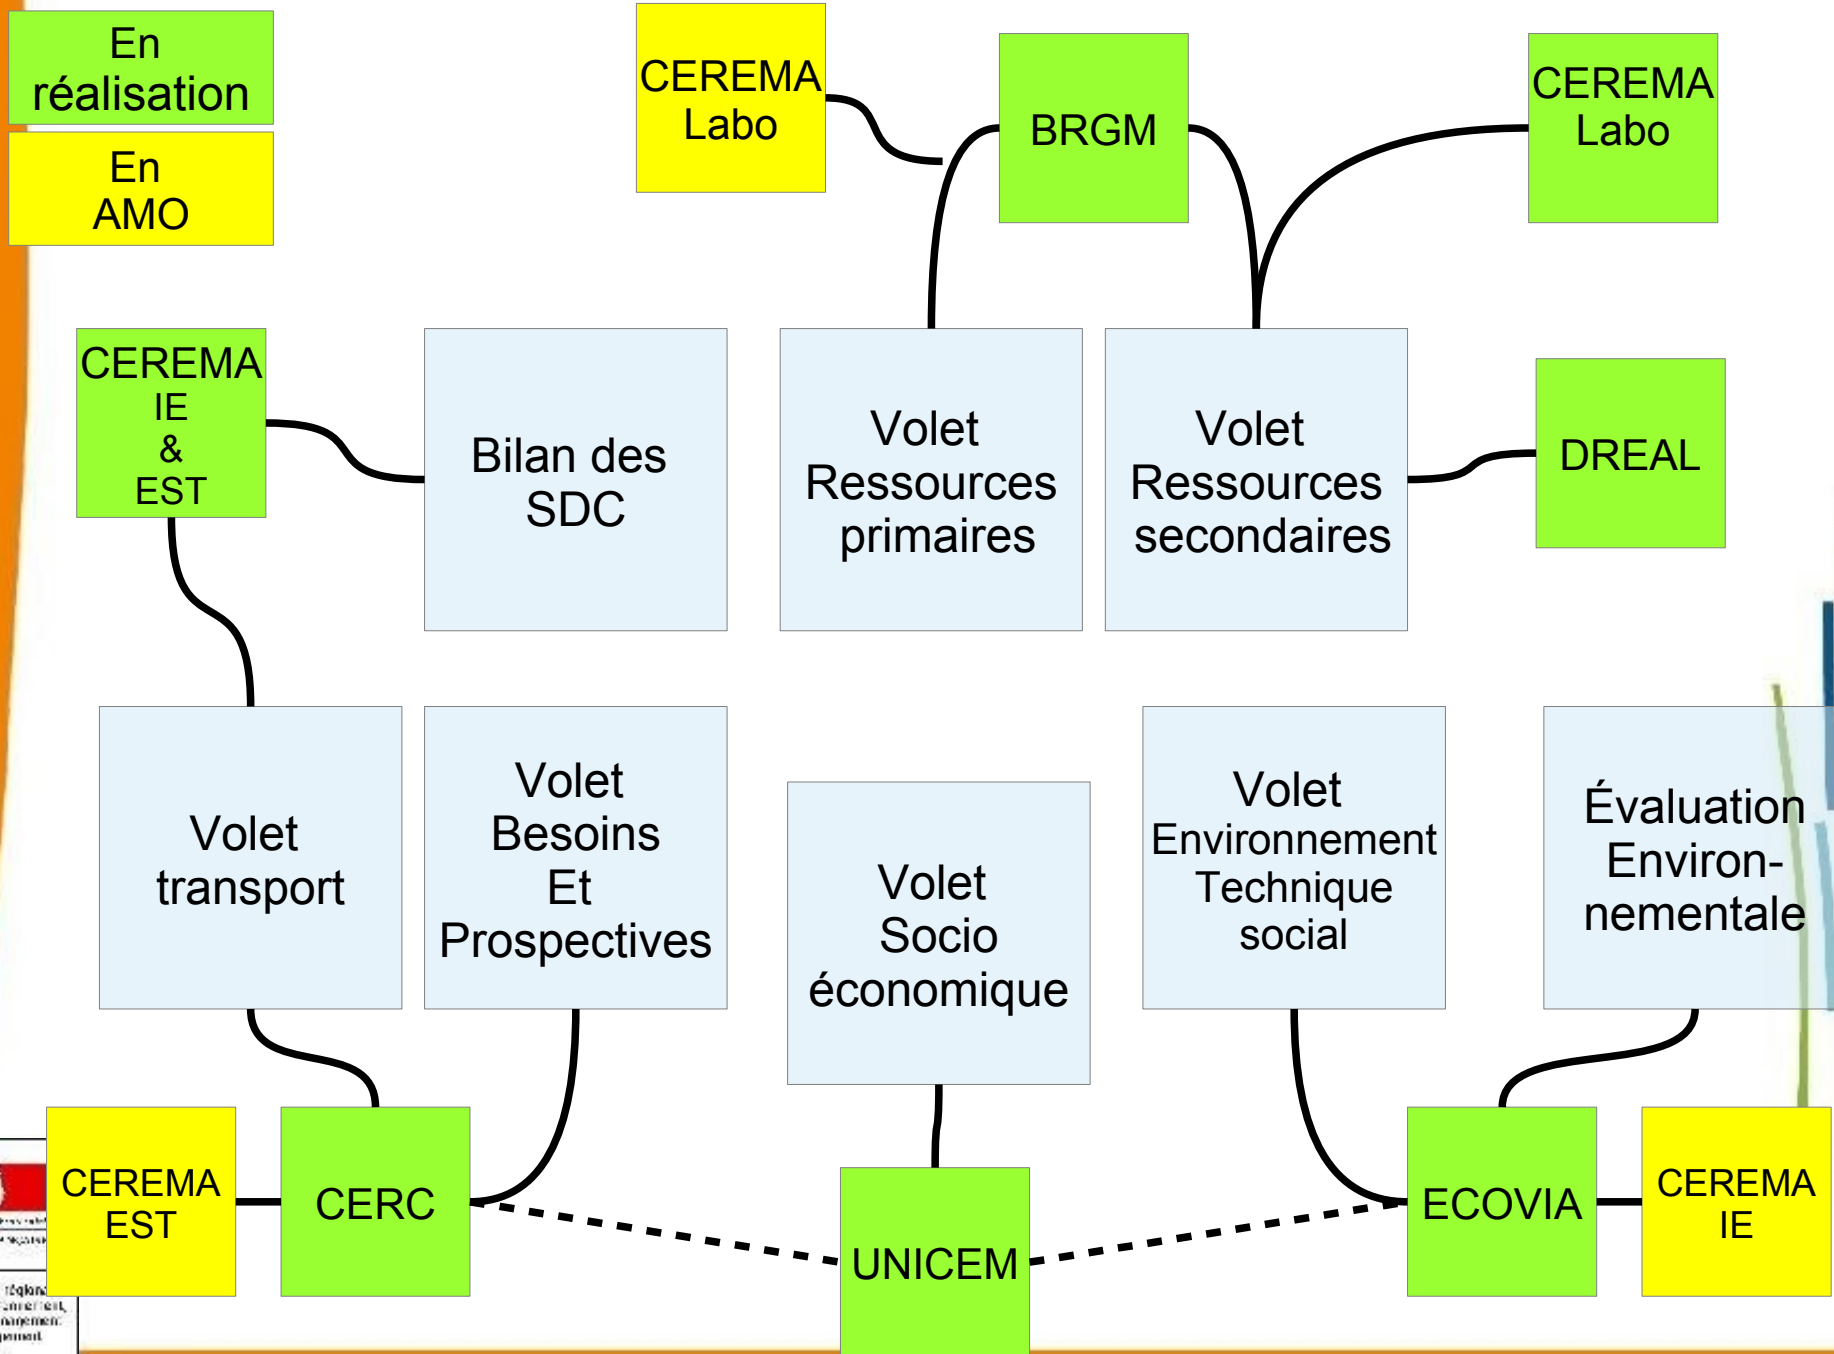 En
réalisation
En
AMO
CEREMA
Labo
BRGM
CEREMA
Labo
CEREMA
IE
&
EST
Bilan des
SDC
Volet
Ressources
primaires
Volet
Ressources
secondaires
DREAL
Volet
transport
Volet
Besoins
Et
Prospectives
Volet
Socio
économique
Volet
Environnement
Technique
social
Évaluation
Environ-
nementale
CEREMA
EST
CERC
UNICEM
ECOVIA
CEREMA
IE